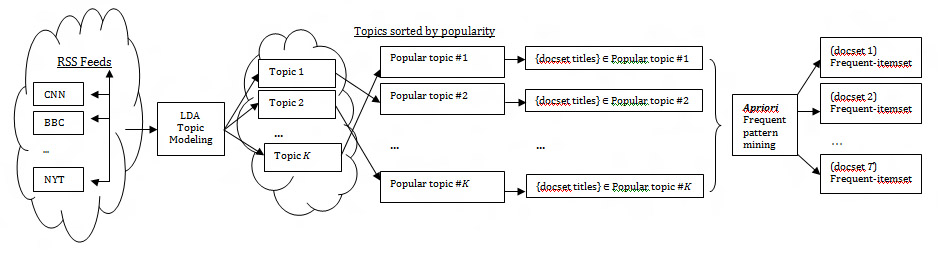 Topics sorted by popularity
RSS Feeds
CNN
BBC
...
NYT
LDA
Topic
Modeling
Topic 1
Topic 2
...
Topic K
Popular topic #1
Popular topic #2
...
Popular topic #K
{docset titles} ∈ Popular topic #1
{docset titles} ∈ Popular topic #2
...
{docset titles} ∈ Popular topic #K
Apriori
Frequent
pattern
mining
(docset 1)
Frequent-itemset
(docset 2)
Frequent-itemset
...
(docset T)
Frequent-itemset